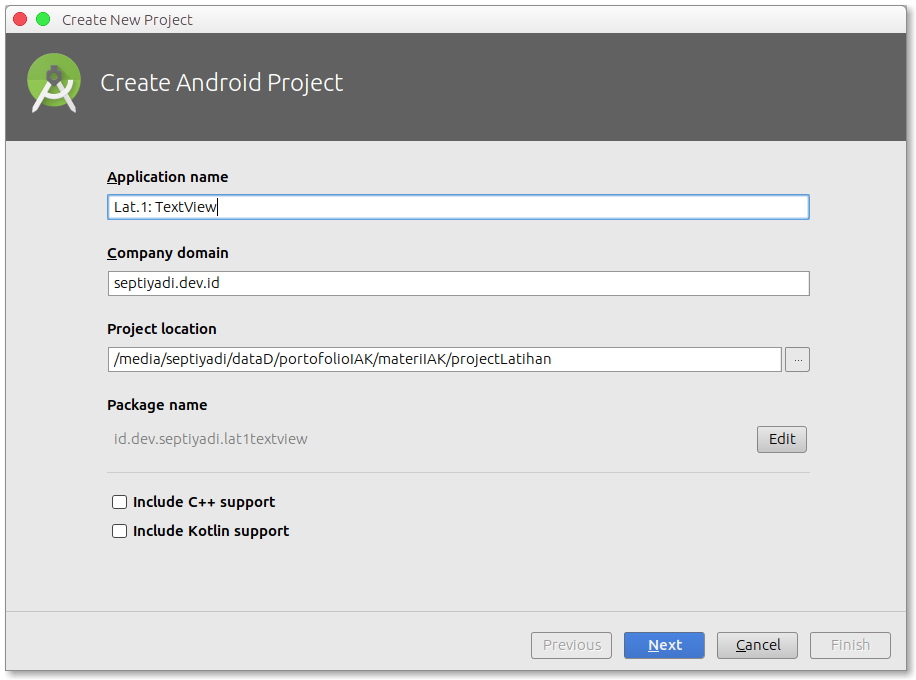 Create New Project
Create Android Project
Application name
Lat.1: TextView
Company domain
septiyadi.dev.id
Project location
/media/septiyadi/dataD/portofolioIAK/materiIAK/projectLatihan
...
Package name
id.dev.septiyadi.lat1textview
Edit
Include C++ support
Include Kotlin support
Previous
Next
Cancel
Finish